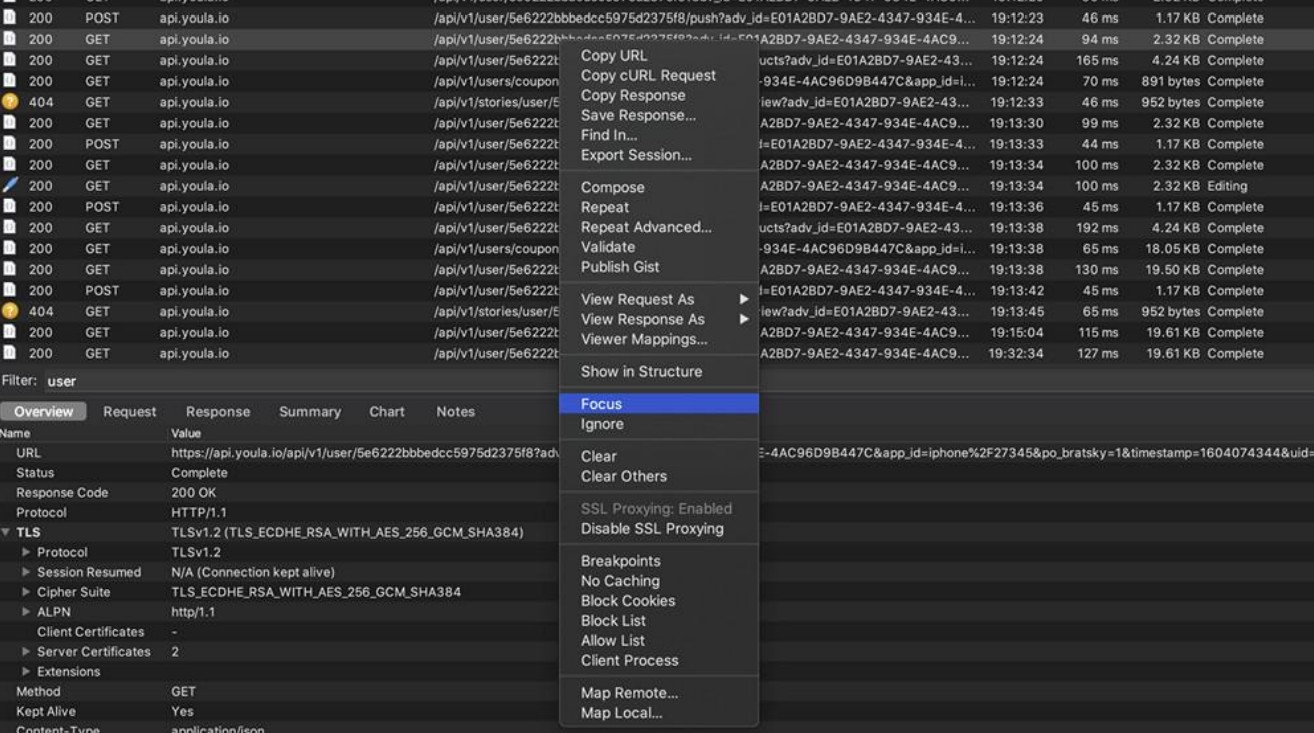 200 POST api.youla.io /api/v1/user/5e6222bbbedcc5975d2375f8/push?adv_id=E01A2BD7-9AE2-4347-934E-4... 19:12:23 46 ms 1.17 KB Complete
200 GET api.youla.io /api/v1/user/5e6222bbbedcc5975d2375f8?adv_id=E01A2BD7-9AE2-4347-934E-4AC9... 19:12:24 94 ms 2.32 KB Complete
200 GET api.youla.io /api/v1/user/5e6222b ucts?adv_id=E01A2BD7-9AE2-43... 19:12:24 165 ms 4.24 KB Complete
200 GET api.youla.io /api/v1/users/coupon -934E-4AC96D9B447C&app_id=i... 19:12:24 70 ms 891 bytes Complete
404 GET api.youla.io /api/v1/stories/user/5 iew?adv_id=E01A2BD7-9AE2-43... 19:12:33 46 ms 952 bytes Complete
200 GET api.youla.io /api/v1/user/5e6222b A2BD7-9AE2-4347-934E-4AC9... 19:13:30 99 ms 2.32 KB Complete
200 POST api.youla.io /api/v1/user/5e6222b =E01A2BD7-9AE2-4347-934E-4... 19:13:33 44 ms 1.17 KB Complete
200 GET api.youla.io /api/v1/user/5e6222b A2BD7-9AE2-4347-934E-4AC9... 19:13:34 100 ms 2.32 KB Complete
200 GET api.youla.io /api/v1/user/5e6222b A2BD7-9AE2-4347-934E-4AC9... 19:13:34 100 ms 2.32 KB Editing
200 POST api.youla.io /api/v1/user/5e6222b =E01A2BD7-9AE2-4347-934E-4... 19:13:36 45 ms 1.17 KB Complete
200 GET api.youla.io /api/v1/user/5e6222b ucts?adv_id=E01A2BD7-9AE2-43... 19:13:38 192 ms 4.24 KB Complete
200 GET api.youla.io /api/v1/users/coupon -934E-4AC96D9B447C&app_id=i... 19:13:38 65 ms 18.05 KB Complete
200 GET api.youla.io /api/v1/user/5e6222b A2BD7-9AE2-4347-934E-4AC9... 19:13:38 130 ms 19.50 KB Complete
200 POST api.youla.io /api/v1/user/5e6222b =E01A2BD7-9AE2-4347-934E-4... 19:13:42 45 ms 1.17 KB Complete
404 GET api.youla.io /api/v1/stories/user/5 iew?adv_id=E01A2BD7-9AE2-43... 19:13:45 65 ms 952 bytes Complete
200 GET api.youla.io /api/v1/user/5e6222b A2BD7-9AE2-4347-934E-4AC9... 19:15:04 115 ms 19.61 KB Complete
200 GET api.youla.io /api/v1/user/5e6222b A2BD7-9AE2-4347-934E-4AC9... 19:32:34 127 ms 19.61 KB Complete
Copy URL
Copy cURL Request
Copy Response
Save Response...
Find In...
Export Session...
Compose
Repeat
Repeat Advanced...
Validate
Publish Gist
View Request As
View Response As
Viewer Mappings...
Show in Structure
Focus
Ignore
Clear
Clear Others
SSL Proxying: Enabled
Disable SSL Proxying
Breakpoints
No Caching
Block Cookies
Block List
Allow List
Client Process
Map Remote...
Map Local...
Filter: user
Overview Request Response Summary Chart Notes
Name Value
URL https://api.youla.io/api/v1/user/5e6222bbbedcc5975d2375f8?adv E-4AC96D9B447C&app_id=iphone%2F27345&po_bratsky=1&timestamp=1604074344&uid=
Status Complete
Response Code 200 OK
Protocol HTTP/1.1
TLS TLSv1.2 (TLS_ECDHE_RSA_WITH_AES_256_GCM_SHA384)
Protocol TLSv1.2
Session Resumed N/A (Connection kept alive)
Cipher Suite TLS_ECDHE_RSA_WITH_AES_256_GCM_SHA384
ALPN http/1.1
Client Certificates -
Server Certificates 2
Extensions
Method GET
Kept Alive Yes
Content-Type application/json